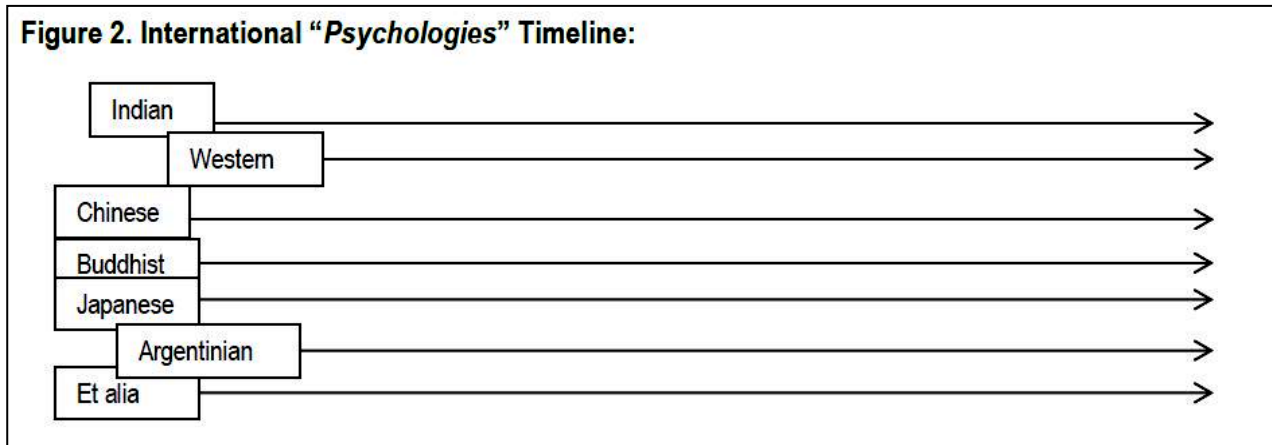 Figure 2. International “Psychologies” Timeline:
Indian
Western
Chinese
Buddhist
Japanese
Argentinian
Et alia